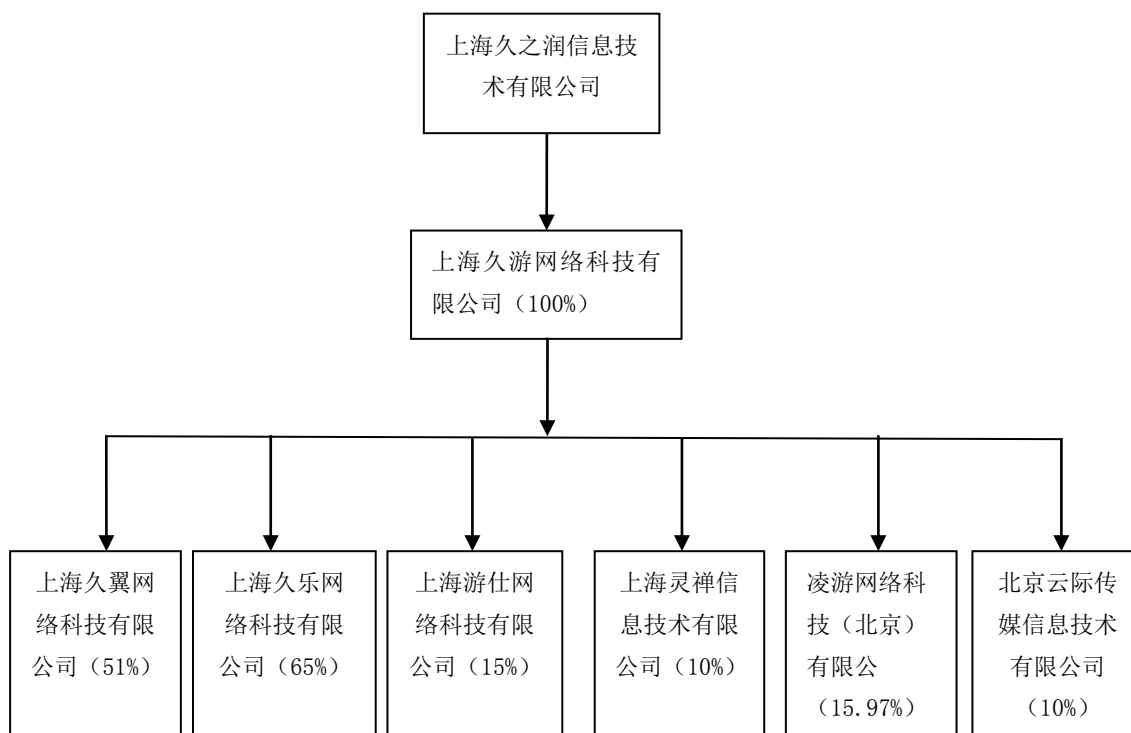 上海久之润信息技
术有限公司
上海久游网络科技有
限公司（100%）
上海久翼网
络科技有限
公司（51%）
上海久乐网
络科技有限
公司（65%）
上海游仕网
络科技有限
公司（15%）
上海灵禅信
息技术有限
公司（10%）
凌游网络科
技（北京）
有限公
（15.97%）
北京云际传
媒信息技术
有限公司
（10%）